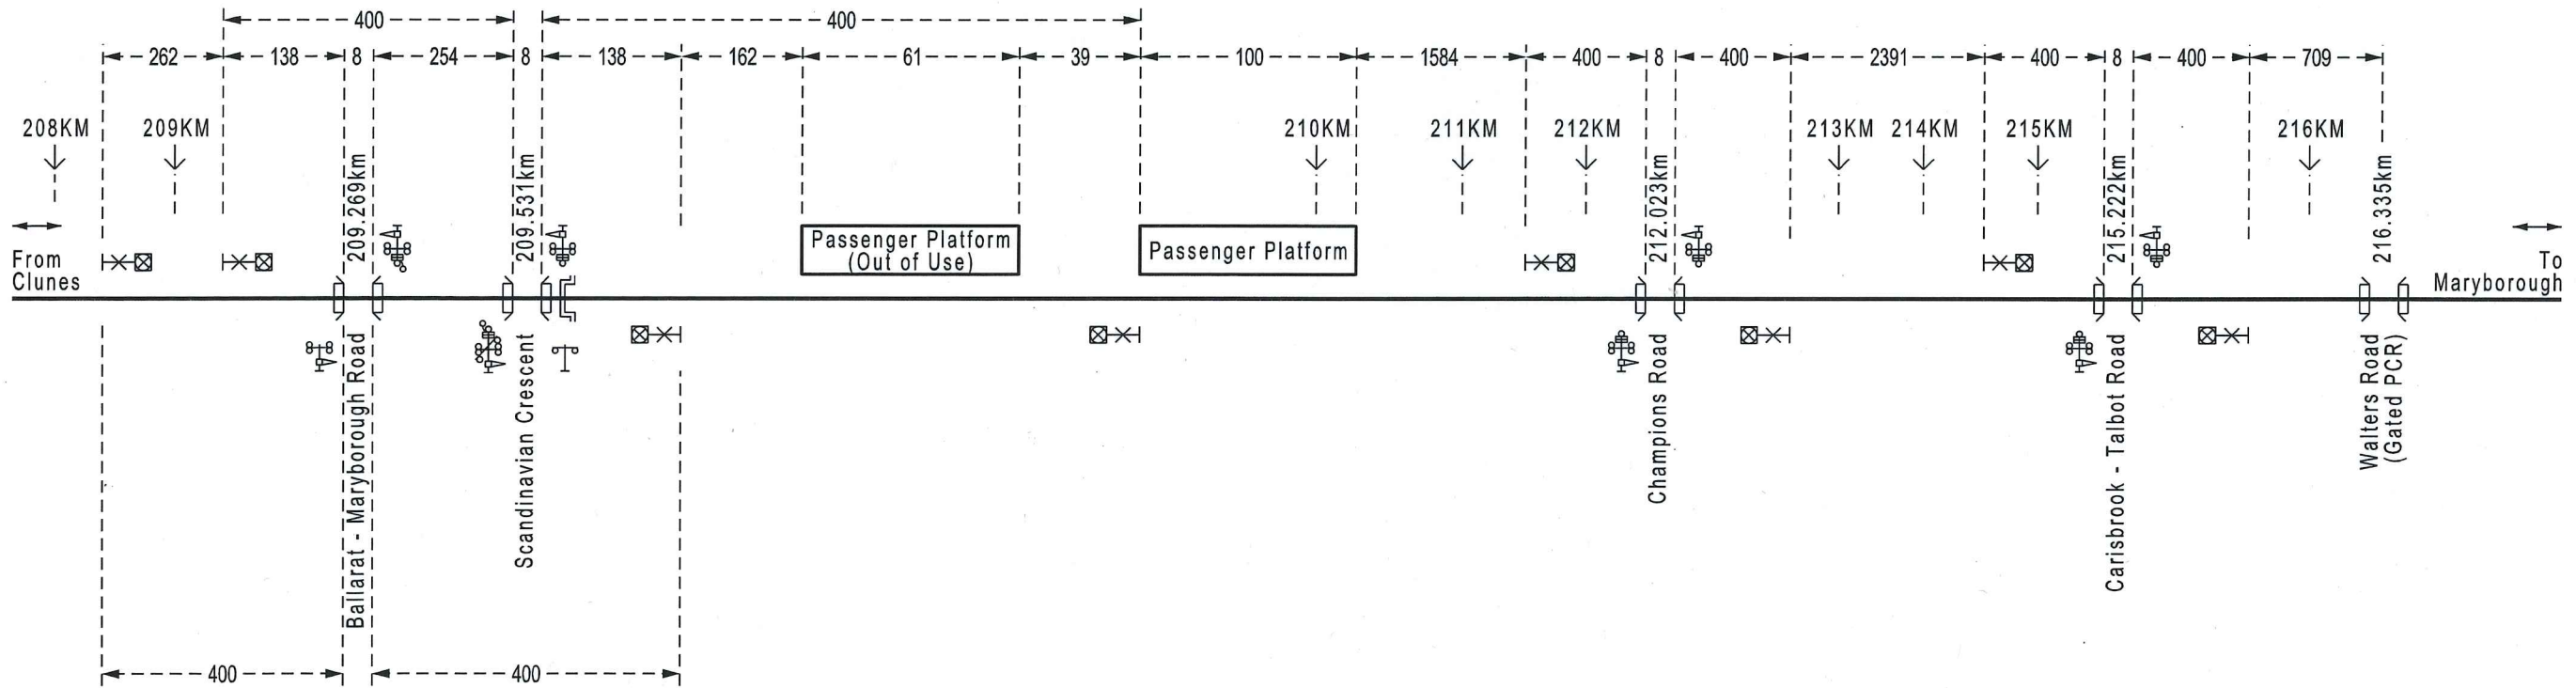 400 400
262 138 8 254 8 138 162 61 39 100 1584 400 8 400 2391 400 8 400 709
208KM 209KM 210KM 211KM 212KM 213KM 214KM 215KM 216KM
209.269km
209.531km
212.023km
215.222km
216.335km
From
Clunes
Passenger Platform
(Out of Use)
Passenger Platform
To
Maryborough
Ballarat - Maryborough Road
Scandinavian Crescent
Champions Road
Carisbrook - Talbot Road
Walters Road
(Gated PCR)
400 400